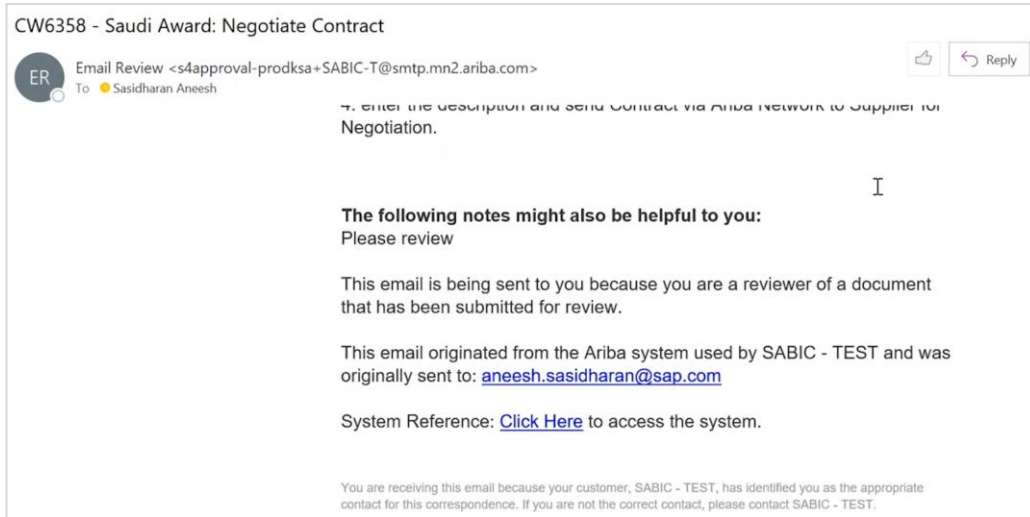 CW6358 - Saudi Award: Negotiate Contract
ER
Email Review <s4approval-prodksa+SABIC-T@smtp.mn2.ariba.com>
To Sasidharan Aneesh
Reply
4. enter the description and send Contract via Ariba Network to Supplier for
Negotiation.
The following notes might also be helpful to you:
Please review
This email is being sent to you because you are a reviewer of a document
that has been submitted for review.
This email originated from the Ariba system used by SABIC - TEST and was
originally sent to: aneesh.sasidharan@sap.com
System Reference: Click Here to access the system.
You are receiving this email because your customer, SABIC - TEST, has identified you as the appropriate
contact for this correspondence. If you are not the correct contact, please contact SABIC - TEST.